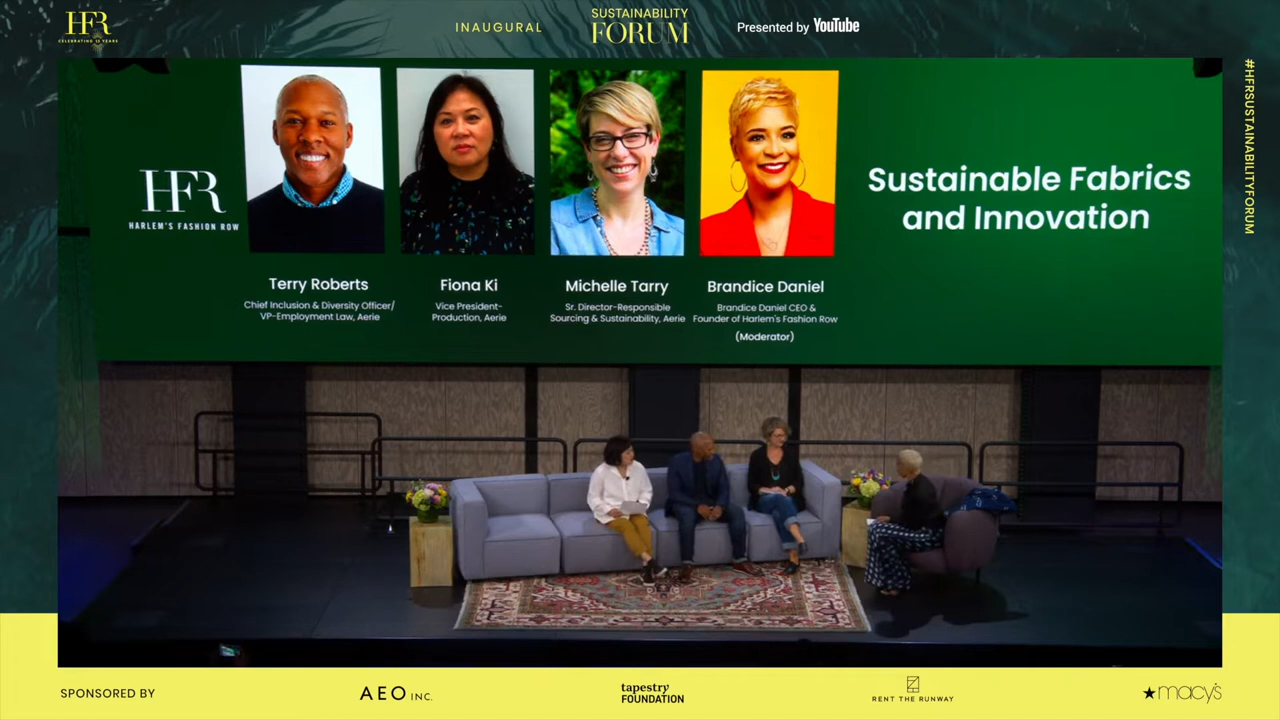 HFR
CELEBRATING 15 YEARS
INAUGURAL
SUSTAINABILITY
FORUM
Presented by YouTube
#HFRSUSTAINABILITYFORUM
HFR
HARLEM'S FASHION ROW
Sustainable Fabrics
and Innovation
Terry Roberts
Chief Inclusion & Diversity Officer/
VP-Employment Law, Aerie
Fiona Ki
Vice President-
Production, Aerie
Michelle Tarry
Sr. Director-Responsible
Sourcing & Sustainability, Aerie
Brandice Daniel
Brandice Daniel CEO &
Founder of Harlem's Fashion Row
(Moderator)
SPONSORED BY
AEO INC.
tapestry
FOUNDATION
RENT THE RUNWAY
macy's